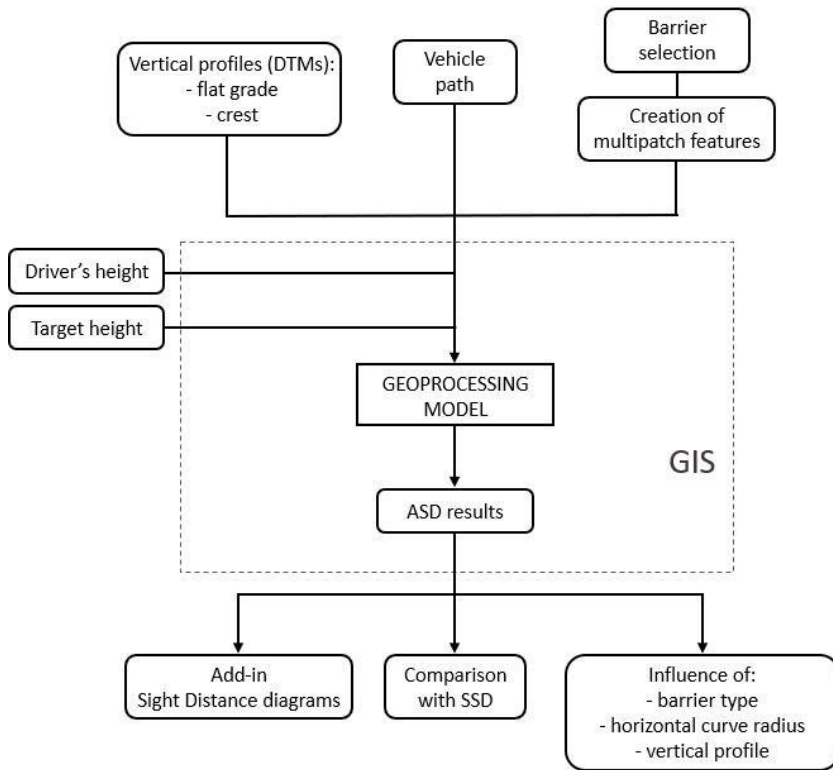 Vertical profiles (DTMs):
- flat grade
- crest
Vehicle
path
Barrier
selection
Creation of
multipatch features
Driver's height
Target height
GEOPROCESSING
MODEL
GIS
ASD results
Add-in
Sight Distance diagrams
Comparison
with SSD
Influence of:
- barrier type
- horizontal curve radius
- vertical profile